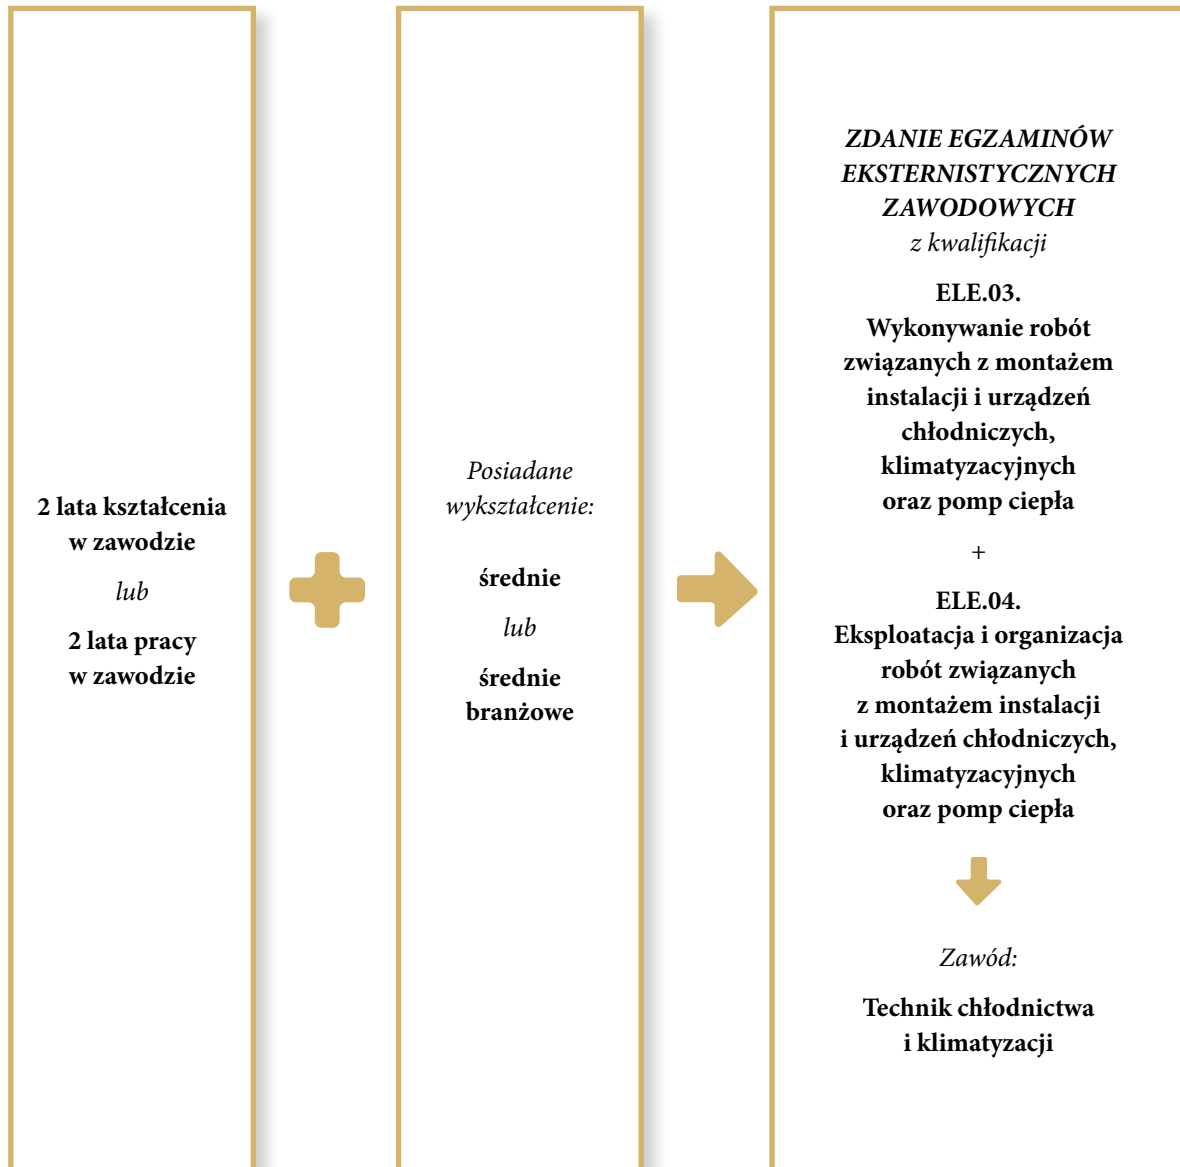 2 lata kształcenia
w zawodzie
lub
2 lata pracy
w zawodzie
Posiadane
wykształcenie:
średnie
lub
średnie
branżowe
ZDANIE EGZAMINÓW
EKSTERNISTYCZNYCH
ZAWODOWYCH
z kwalifikacji
ELE.03.
Wykonywanie robót
związanych z montażem
instalacji i urządzeń
chłodniczych,
klimatyzacyjnych
oraz pomp ciepła
+
ELE.04.
Eksploatacja i organizacja
robót związanych
z montażem instalacji
i urządzeń chłodniczych,
klimatyzacyjnych
oraz pomp ciepła
Zawód:
Technik chłodnictwa
i klimatyzacji